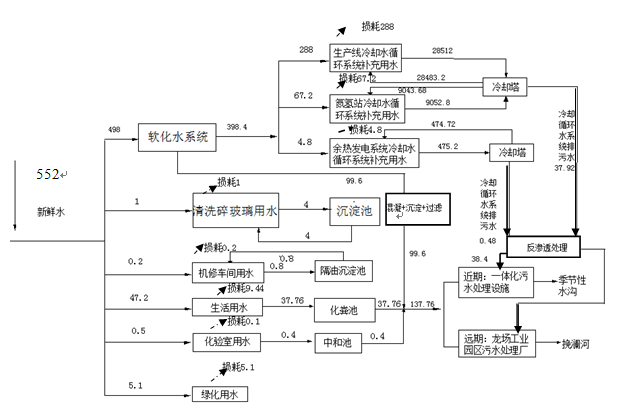 损耗288
288
生产线冷却水循
环系统补充用水
28512
损耗67.2
28483.2
9043.68
冷却塔
67.2
氮氢站冷却水循
环系统补充用水
9052.8
冷却
循环
水系
统排
污水
37.92
498
软化水系统
398.4
损耗4.8
474.72
4.8
余热发电系统冷却水
循环系统补充用水
475.2
冷却塔
552
新鲜水
99.6
损耗1
1
清洗碎玻璃用水
4
沉淀池
4
混凝+沉淀+过滤
冷却
循环
水系
统排
污水
0.48
反渗透处理
99.6
38.4
损耗0.2
0.2
机修车间用水
0.8
0.8
隔油沉淀池
近期：一体化污
水处理设施
季节性
水沟
损耗9.44
47.2
生活用水
37.76
化粪池
37.76
137.76
损耗0.1
0.5
化验室用水
0.4
中和池
0.4
远期：龙场工业
园区污水处理厂
挽澜河
损耗5.1
5.1
绿化用水